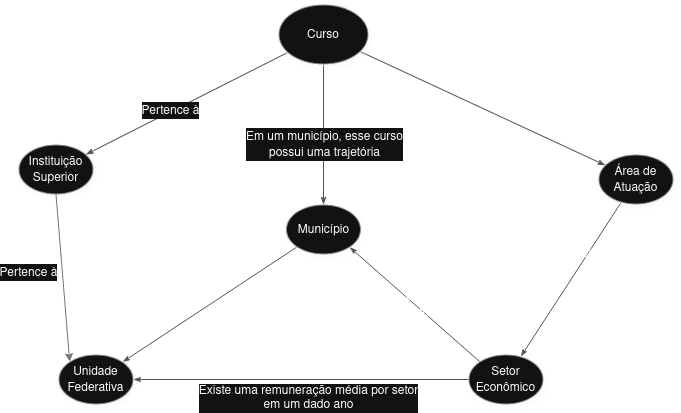 Curso
Pertence à
Em um município, esse curso
possui uma trajetória
Instituição
Superior
Área de
Atuação
Município
Pertence à
Unidade
Federativa
Existe uma remuneração média por setor
em um dado ano
Setor
Econômico